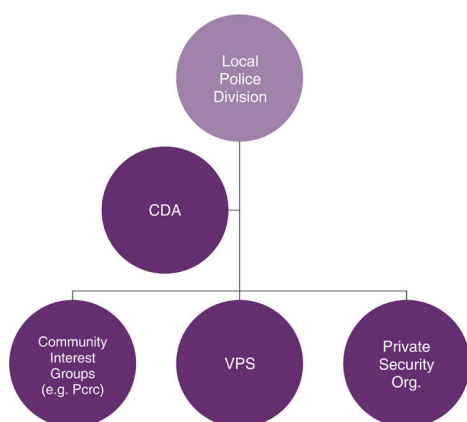 Local
Police
Division
CDA
Community
Interest
Groups
(e.g. Pcrc)
VPS
Private
Security
Org.